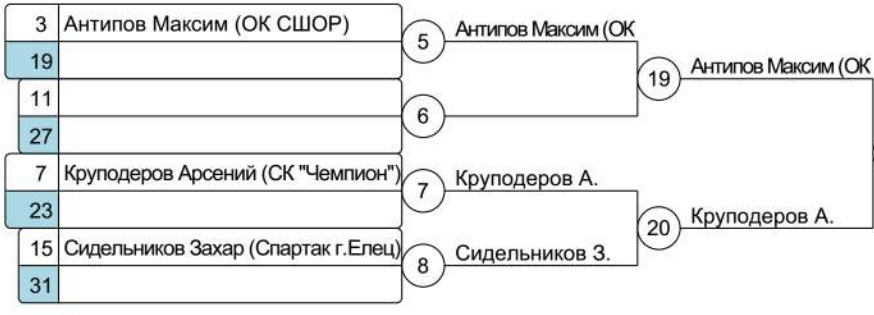 3 Антипов Максим (ОК СШОР)
19
5 Антипов Максим (ОК
11
27
6
19 Антипов Максим (ОК
7 Круподеров Арсений (СК "Чемпион")
23
7 Круподеров А.
15 Сидельников Захар (Спартак г.Елец)
31
8 Сидельников З.
20 Круподеров А.